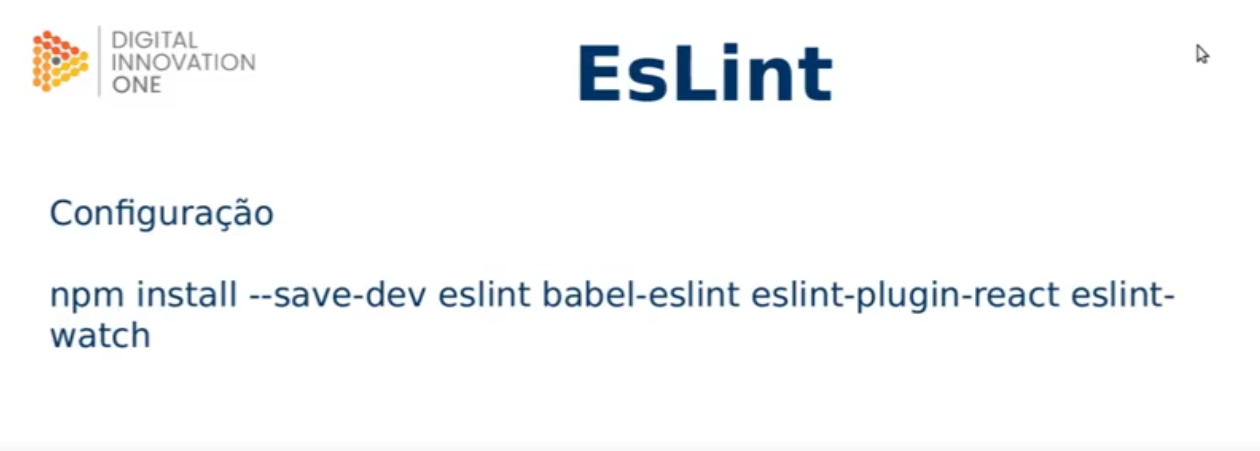 DIGITAL
INNOVATION
ONE
EsLint
Configuração
npm install --save-dev eslint babel-eslint eslint-plugin-react eslint-
watch